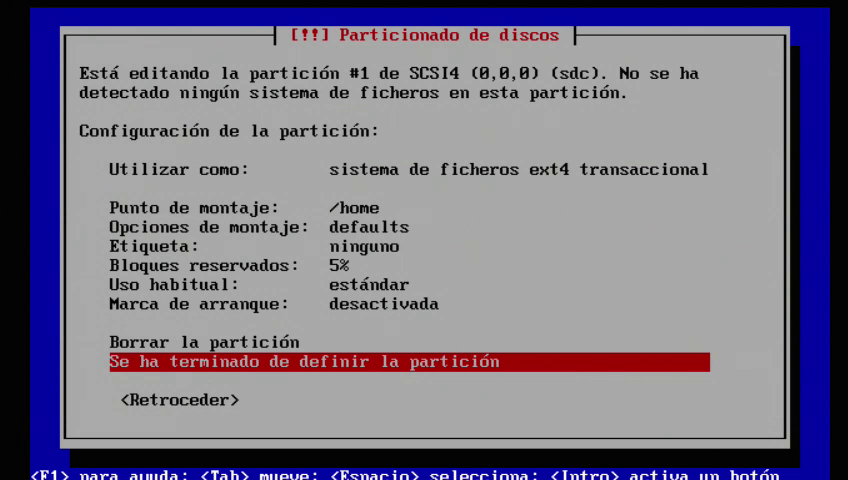 [!!] Particionado de discos
Está editando la partición #1 de SCSI4 (0,0,0) (sdc). No se ha
detectado ningún sistema de ficheros en esta partición.
Configuración de la partición:
Utilizar como: sistema de ficheros ext4 transaccional
Punto de montaje: /home
Opciones de montaje: defaults
Etiqueta: ninguno
Bloques reservados: 5%
Uso habitual: estándar
Marca de arranque: desactivada
Borrar la partición
Se ha terminado de definir la partición
<Retroceder>
<F1> para ayuda; <Tab> mueve; <Espacio> selecciona; <Intro> activa un botón